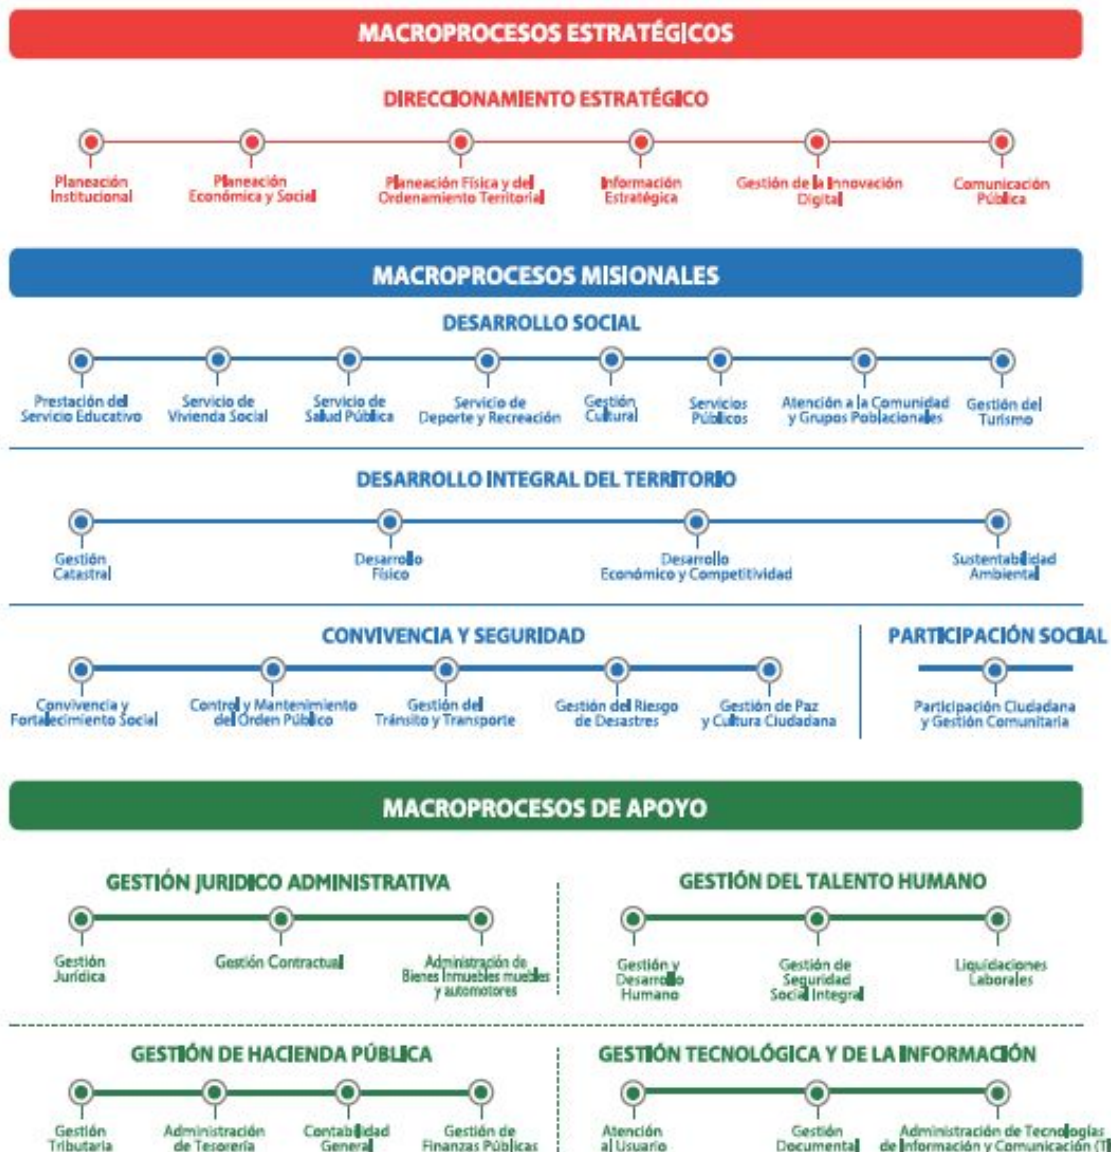 MACROPROCESOS ESTRATÉGICOS
DIRECCIONAMIENTO ESTRATÉGICO
Planeación
Institucional
Planeación
Económica y Social
Planeación Física y del
Ordenamiento Territorial
Información
Estratégica
Gestión de la Innovación
Digital
Comunicación
Pública
MACROPROCESOS MISIONALES
DESARROLLO SOCIAL
Prestación del
Servicio Educativo
Servicio de
Vivienda Social
Servicio de
Salud Pública
Servicio de
Deporte y Recreación
Gestión
Cultural
Servicios
Públicos
Atención a la Comunidad
y Grupos Poblacionales
Gestión del
Turismo
DESARROLLO INTEGRAL DEL TERRITORIO
Gestión
Catastral
Desarrollo
Físico
Desarrollo
Económico y Competitividad
Sustentabilidad
Ambiental
CONVIVENCIA Y SEGURIDAD
Convivencia y
Fortalecimiento Social
Control y Mantenimiento
del Orden Público
Gestión del
Tránsito y Transporte
Gestión del Riesgo
de Desastres
Gestión de Paz
y Cultura Ciudadana
PARTICIPACIÓN SOCIAL
Participación Ciudadana
y Gestión Comunitaria
MACROPROCESOS DE APOYO
GESTIÓN JURIDICO ADMINISTRATIVA
Gestión
Jurídica
Gestión Contractual
Administración de
Bienes Inmuebles muebles
y automotores
GESTIÓN DEL TALENTO HUMANO
Gestión y
Desarrollo
Humano
Gestión de
Seguridad
Social Integral
Liquidaciones
Laborales
GESTIÓN DE HACIENDA PÚBLICA
Gestión
Tributaria
Administración
de Tesorería
Contabilidad
General
Gestión de
Finanzas Públicas
GESTIÓN TECNOLÓGICA Y DE LA INFORMACIÓN
Atención
al Usuario
Gestión
Documental
Administración de Tecnologías
de Información y Comunicación